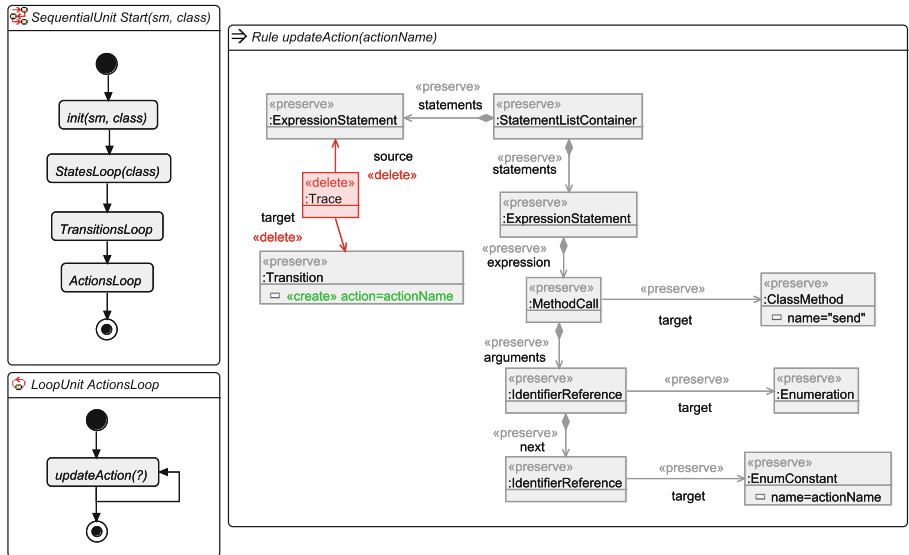 SequentialUnit Start(sm, class)
init(sm, class)
StatesLoop(class)
TransitionsLoop
ActionsLoop
LoopUnit ActionsLoop
updateAction(?)
Rule updateAction(actionName)
«preserve»
:ExpressionStatement
«preserve»
statements
«preserve»
:StatementListContainer
source
«delete»
«delete»
:Trace
target
«delete»
«preserve»
:Transition
«create» action=actionName
«preserve»
statements
«preserve»
:ExpressionStatement
«preserve»
expression
«preserve»
:MethodCall
«preserve»
target
«preserve»
:ClassMethod
name="send"
«preserve»
arguments
«preserve»
:IdentifierReference
«preserve»
target
«preserve»
:Enumeration
«preserve»
next
«preserve»
:IdentifierReference
«preserve»
target
«preserve»
:EnumConstant
name=actionName